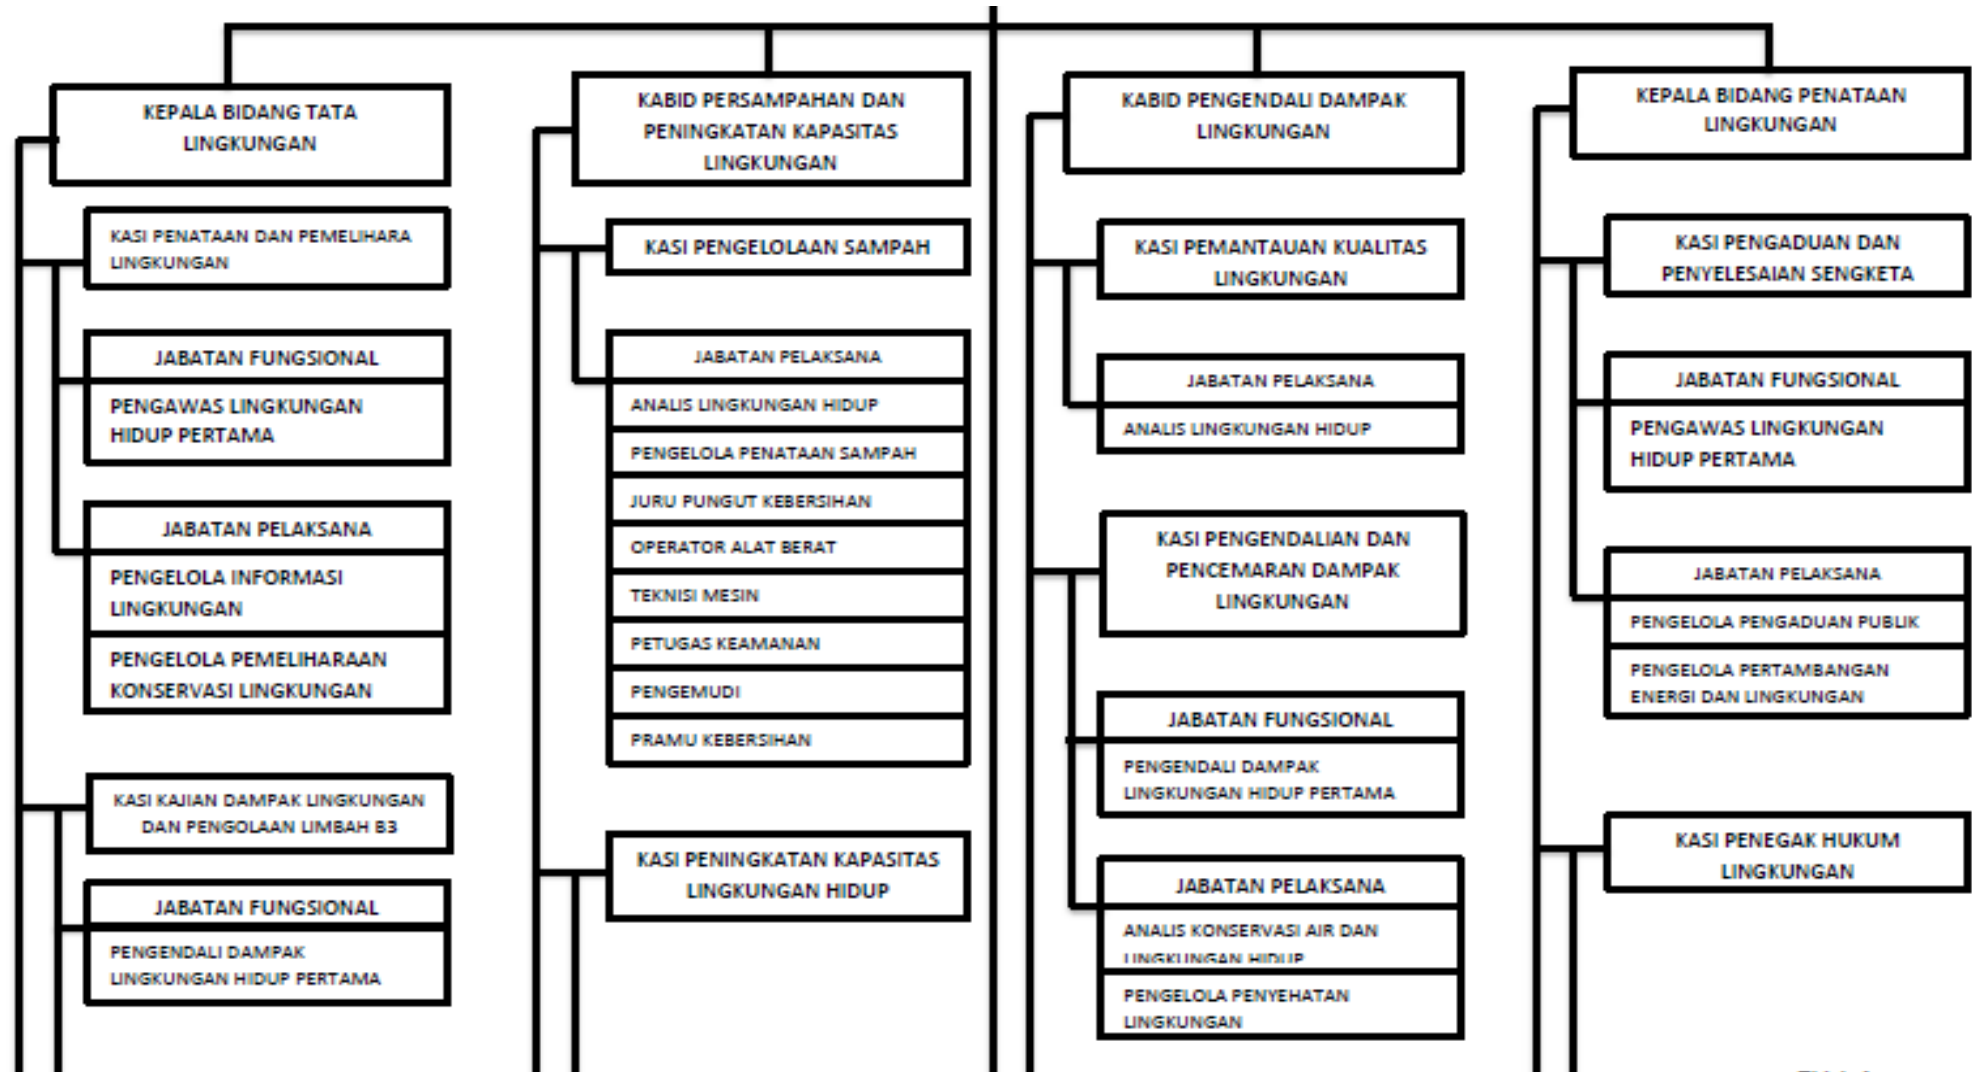 KEPALA BIDANG TATA
LINGKUNGAN
KASI PENATAAN DAN PEMELIHARA
LINGKUNGAN
JABATAN FUNGSIONAL
PENGAWAS LINGKUNGAN
HIDUP PERTAMA
JABATAN PELAKSANA
PENGELOLA INFORMASI
LINGKUNGAN
PENGELOLA PEMELIHARAAN
KONSERVASI LINGKUNGAN
KASI KAJIAN DAMPAK LINGKUNGAN
DAN PENGOLAAN LIMBAH B3
JABATAN FUNGSIONAL
PENGENDALI DAMPAK
LINGKUNGAN HIDUP PERTAMA
KABID PERSAMPAHAN DAN
PENINGKATAN KAPASITAS
LINGKUNGAN
KASI PENGELOLAAN SAMPAH
JABATAN PELAKSANA
ANALIS LINGKUNGAN HIDUP
PENGELOLA PENATAAN SAMPAH
JURU PUNGUT KEBERSIHAN
OPERATOR ALAT BERAT
TEKNISI MESIN
PETUGAS KEAMANAN
PENGEMUDI
PRAMU KEBERSIHAN
KASI PENINGKATAN KAPASITAS
LINGKUNGAN HIDUP
KABID PENGENDALI DAMPAK
LINGKUNGAN
KASI PEMANTAUAN KUALITAS
LINGKUNGAN
JABATAN PELAKSANA
ANALIS LINGKUNGAN HIDUP
KASI PENGENDALIAN DAN
PENCEMARAN DAMPAK
LINGKUNGAN
JABATAN FUNGSIONAL
PENGENDALI DAMPAK
LINGKUNGAN HIDUP PERTAMA
JABATAN PELAKSANA
ANALIS KONSERVASI AIR DAN
LINGKUNGAN HIDUP
PENGELOLA PENYEHATAN
LINGKUNGAN
KEPALA BIDANG PENATAAN
LINGKUNGAN
KASI PENGADUAN DAN
PENYELESAIAN SENGKETA
JABATAN FUNGSIONAL
PENGAWAS LINGKUNGAN
HIDUP PERTAMA
JABATAN PELAKSANA
PENGELOLA PENGADUAN PUBLIK
PENGELOLA PERTAMBANGAN
ENERGI DAN LINGKUNGAN
KASI PENEGAK HUKUM
LINGKUNGAN